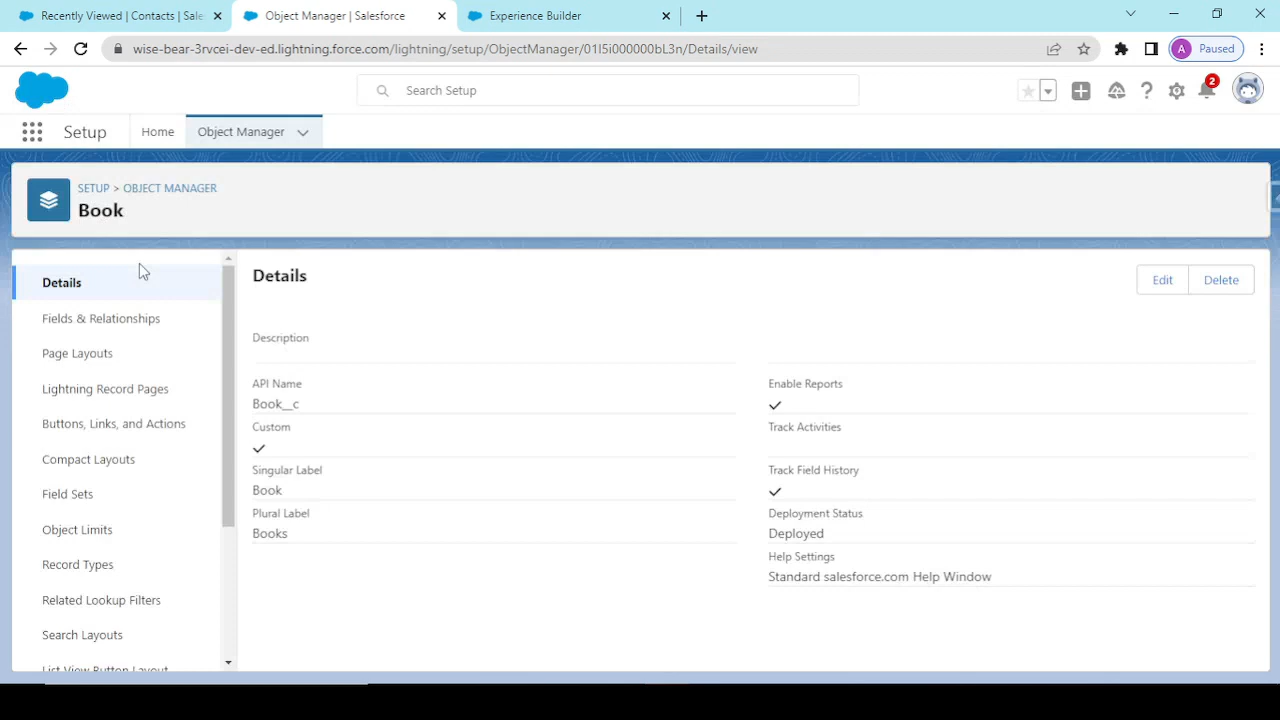 Recently Viewed | Contacts | Sale
Object Manager | Salesforce
Experience Builder
wise-bear-3rvcei-dev-ed.lightning.force.com/lightning/setup/ObjectManager/01I5i000000bL3n/Details/view
A Paused
Search Setup
2
Setup
Home
Object Manager
SETUP > OBJECT MANAGER
Book
Details
Fields & Relationships
Page Layouts
Lightning Record Pages
Buttons, Links, and Actions
Compact Layouts
Field Sets
Object Limits
Record Types
Related Lookup Filters
Search Layouts
List View Button Layout
Details
Edit
Delete
Description
API Name
Book__c
Custom
Singular Label
Book
Plural Label
Books
Enable Reports
Track Activities
Track Field History
Deployment Status
Deployed
Help Settings
Standard salesforce.com Help Window